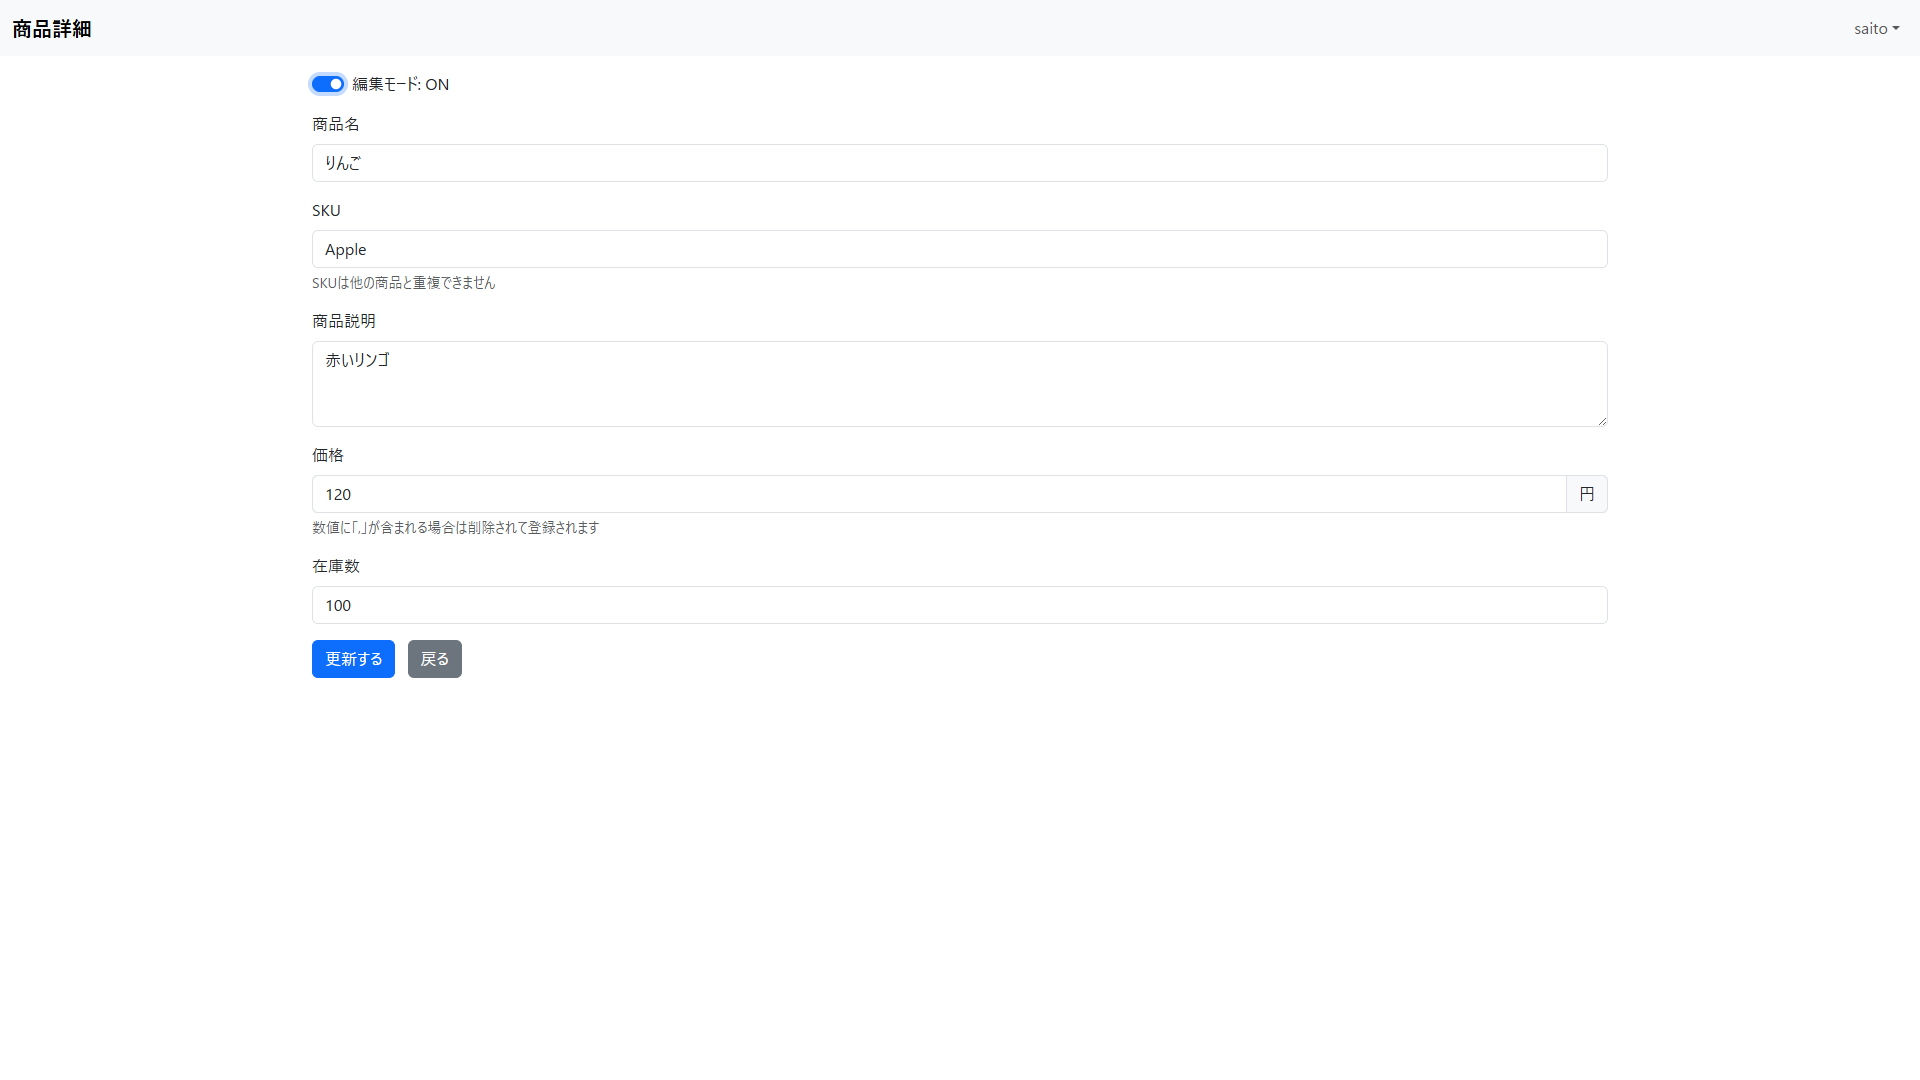 商品詳細
saito
編集モード: ON
商品名
りんご
SKU
Apple
SKUは他の商品と重複できません
商品説明
赤いリンゴ
価格
120
円
数値に「,」が含まれる場合は削除されて登録されます
在庫数
100
更新する
戻る